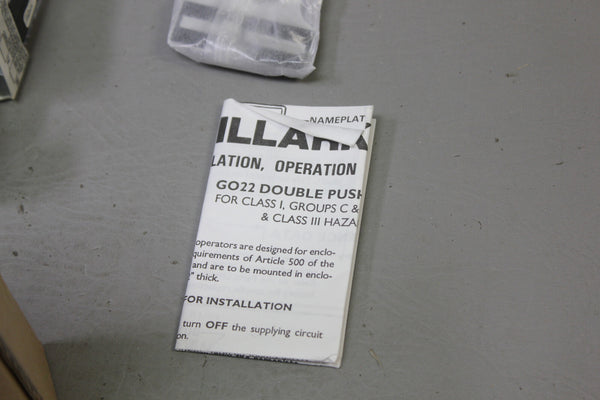 NAMEPLAT
ILLARK
LATION, OPERATION
GO22 DOUBLE PUSH
FOR CLASS I, GROUPS C &
& CLASS III HAZA
operators are designed for enclo-
quirements of Article 500 of the
and are to be mounted in enclo-
" thick.
FOR INSTALLATION
turn OFF the supplying circuit
on.